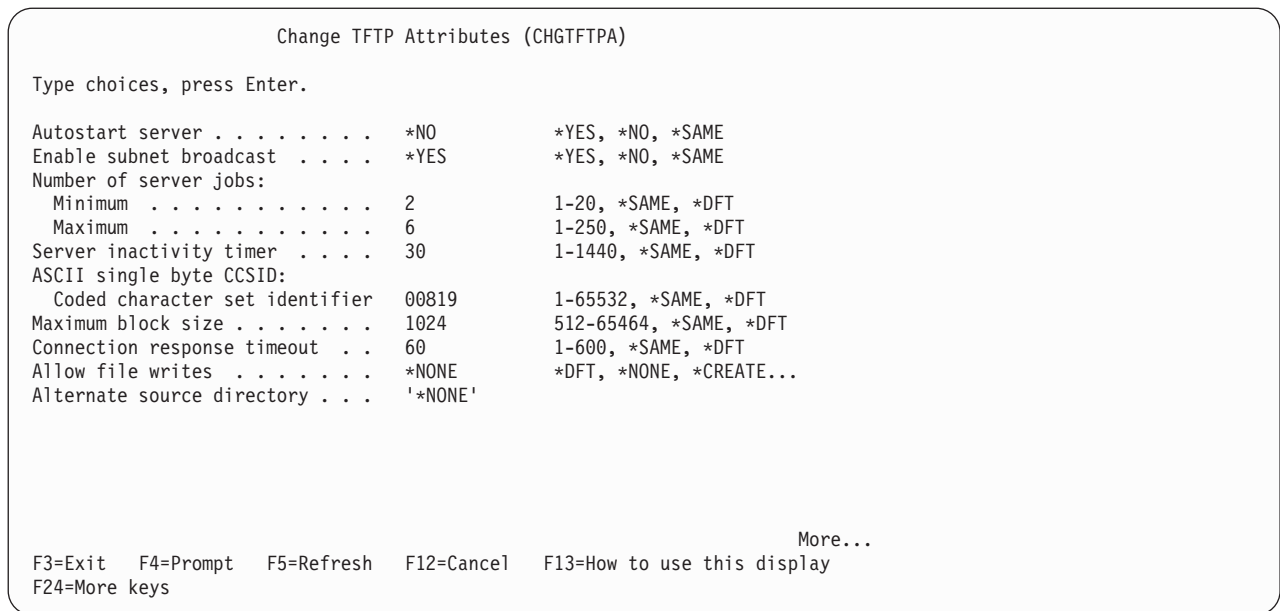 Change TFTP Attributes (CHGTFTPA)
Type choices, press Enter.
Autostart server . . . . . . . . *NO *YES, *NO, *SAME
Enable subnet broadcast . . . . *YES *YES, *NO, *SAME
Number of server jobs:
Minimum . . . . . . . . . . . 2 1-20, *SAME, *DFT
Maximum . . . . . . . . . . . 6 1-250, *SAME, *DFT
Server inactivity timer . . . . 30 1-1440, *SAME, *DFT
ASCII single byte CCSID:
Coded character set identifier 00819 1-65532, *SAME, *DFT
Maximum block size . . . . . . . 1024 512-65464, *SAME, *DFT
Connection response timeout . . 60 1-600, *SAME, *DFT
Allow file writes . . . . . . . *NONE *DFT, *NONE, *CREATE...
Alternate source directory . . . '*NONE'
More...
F3=Exit F4=Prompt F5=Refresh F12=Cancel F13=How to use this display
F24=More keys